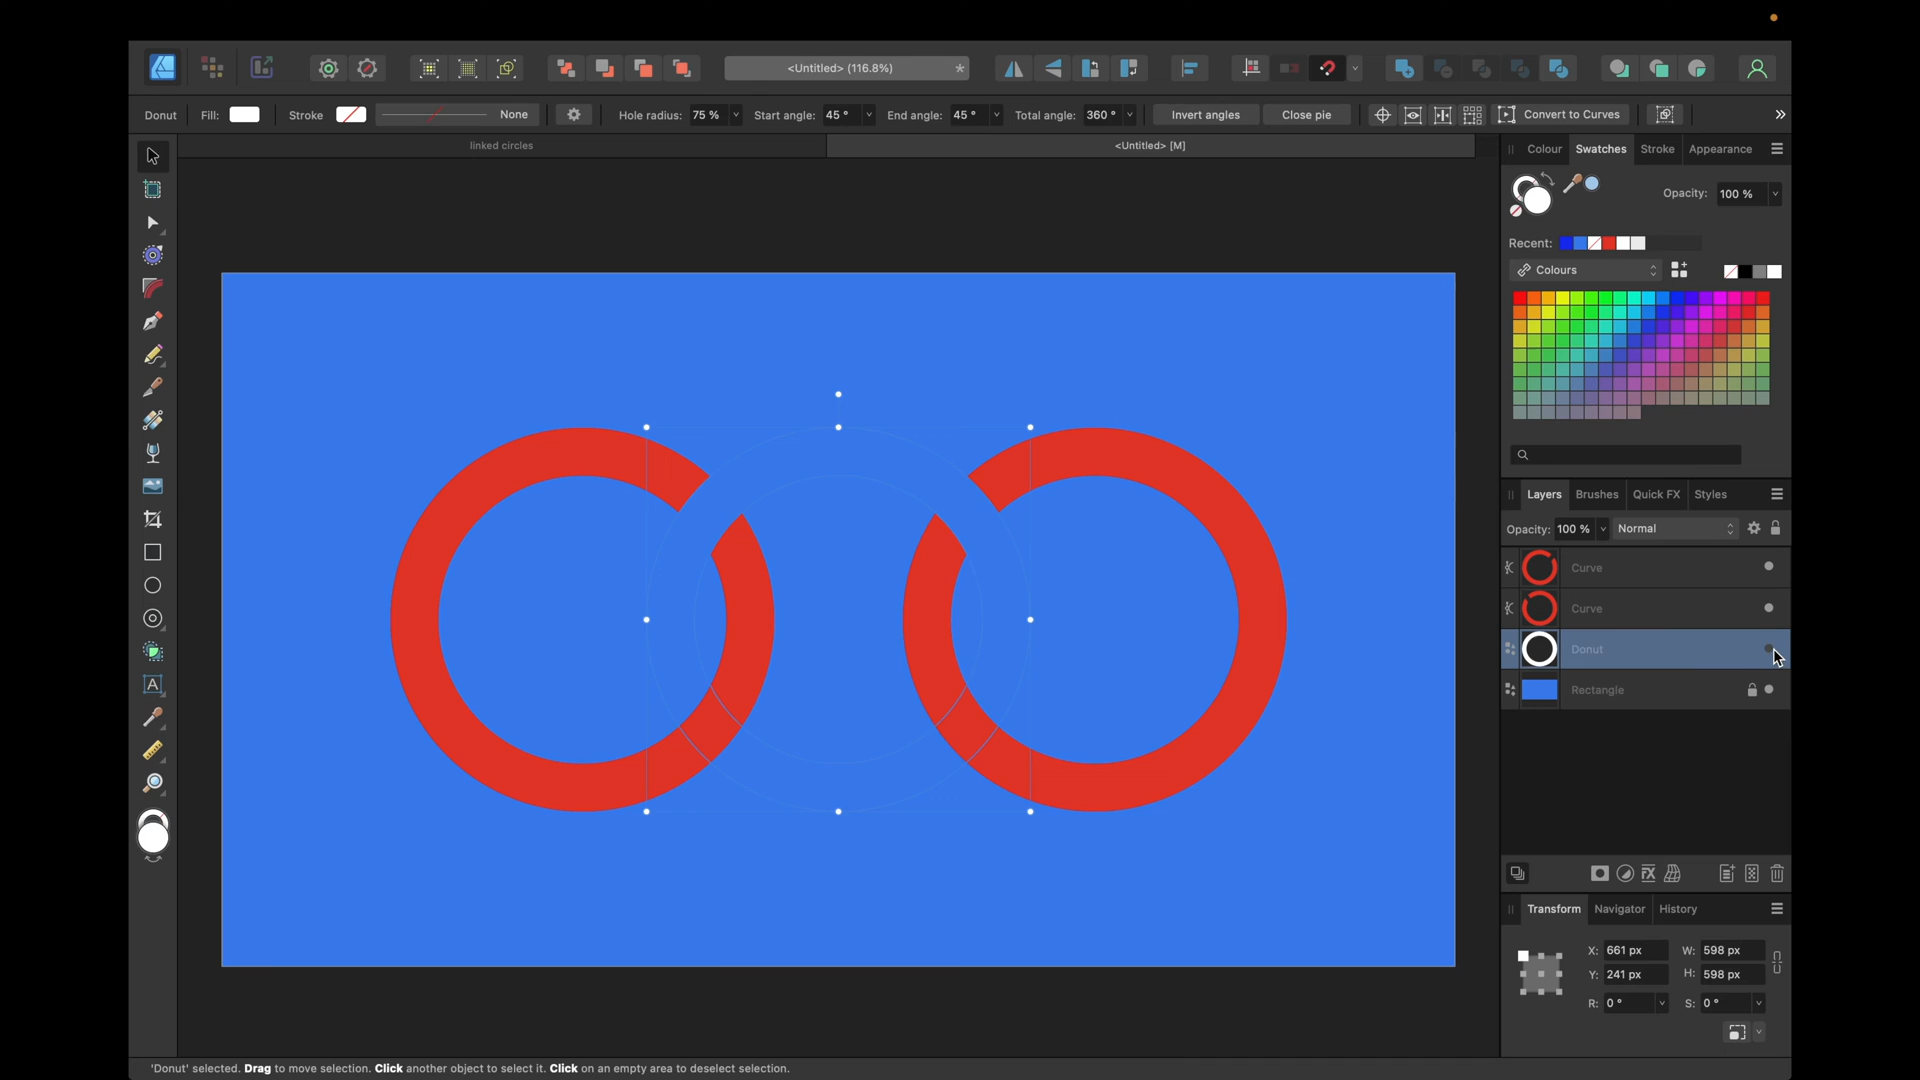 <Untitled> (116.8%)
*
Donut
Fill:
Stroke
None
Hole radius: 75 %
Start angle: 45 °
End angle: 45 °
Total angle: 360 °
Invert angles
Close pie
Convert to Curves
linked circles
<Untitled> [M]
Colour
Swatches
Stroke
Appearance
Opacity: 100 %
Recent:
Colours
Layers
Brushes
Quick FX
Styles
Opacity: 100 %
Normal
Curve
Curve
Donut
Rectangle
Transform
Navigator
History
X: 661 px
W: 598 px
Y: 241 px
H: 598 px
R: 0 °
S: 0 °
'Donut' selected. Drag to move selection. Click another object to select it. Click on an empty area to deselect selection.